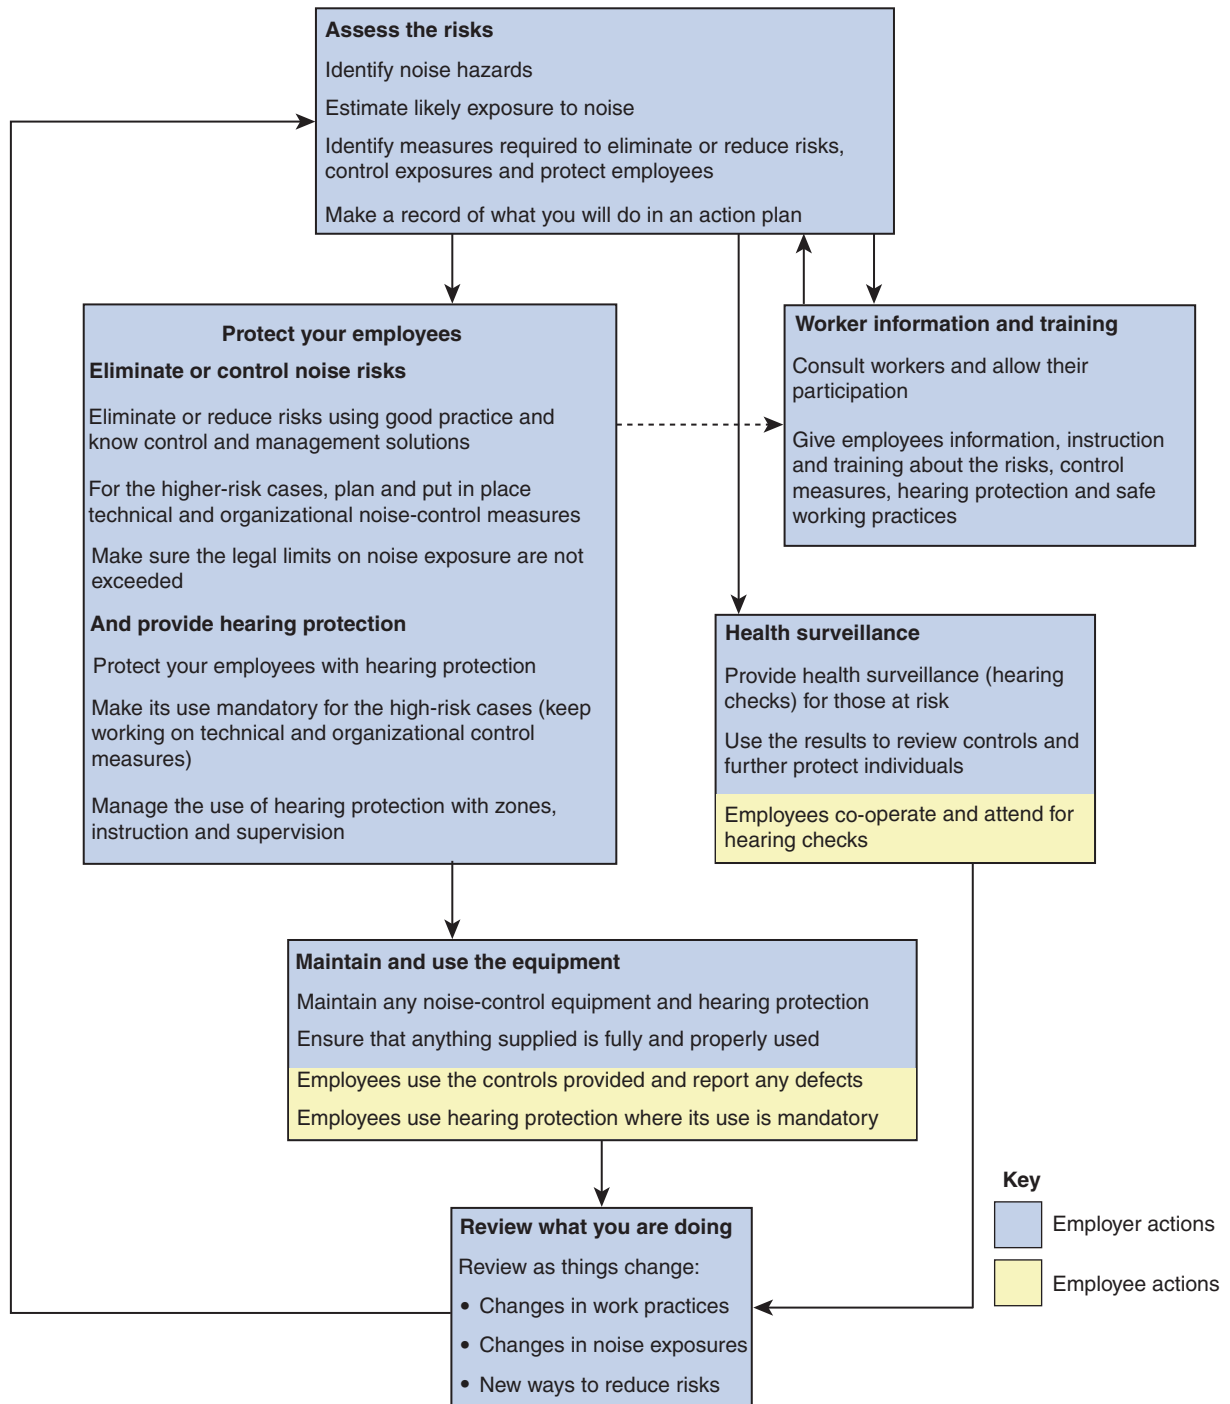 Assess the risks
Identify noise hazards
Estimate likely exposure to noise
Identify measures required to eliminate or reduce risks,
control exposures and protect employees
Make a record of what you will do in an action plan
Protect your employees
Eliminate or control noise risks
Eliminate or reduce risks using good practice and
know control and management solutions
For the higher-risk cases, plan and put in place
technical and organizational noise-control measures
Make sure the legal limits on noise exposure are not
exceeded
And provide hearing protection
Protect your employees with hearing protection
Make its use mandatory for the high-risk cases (keep
working on technical and organizational control
measures)
Manage the use of hearing protection with zones,
instruction and supervision
Worker information and training
Consult workers and allow their
participation
Give employees information, instruction
and training about the risks, control
measures, hearing protection and safe
working practices
Health surveillance
Provide health surveillance (hearing
checks) for those at risk
Use the results to review controls and
further protect individuals
Employees co-operate and attend for
hearing checks
Maintain and use the equipment
Maintain any noise-control equipment and hearing protection
Ensure that anything supplied is fully and properly used
Employees use the controls provided and report any defects
Employees use hearing protection where its use is mandatory
Review what you are doing
Review as things change:
• Changes in work practices
• Changes in noise exposures
• New ways to reduce risks
Key
Employer actions
Employee actions